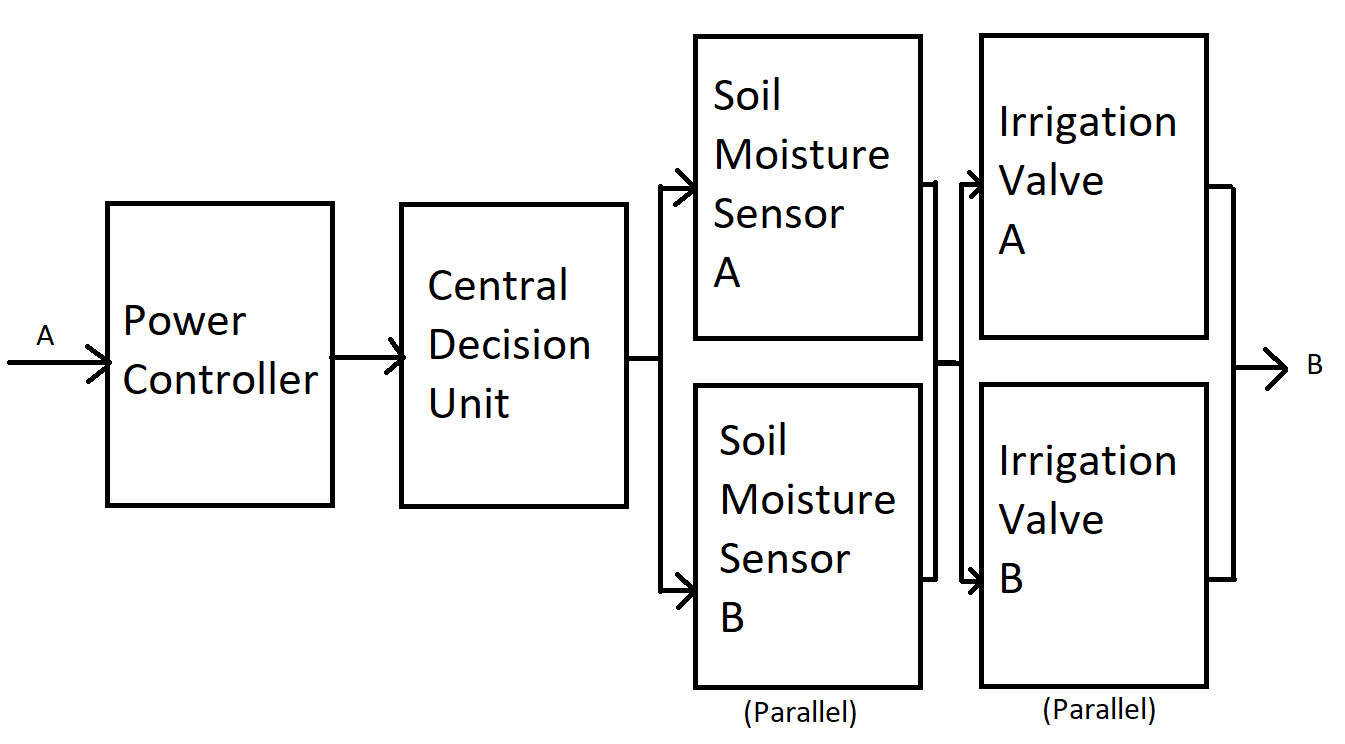 A
Power
Controller
Central
Decision
Unit
Soil
Moisture
Sensor
A
Soil
Moisture
Sensor
B
(Parallel)
Irrigation
Valve
A
Irrigation
Valve
B
(Parallel)
B